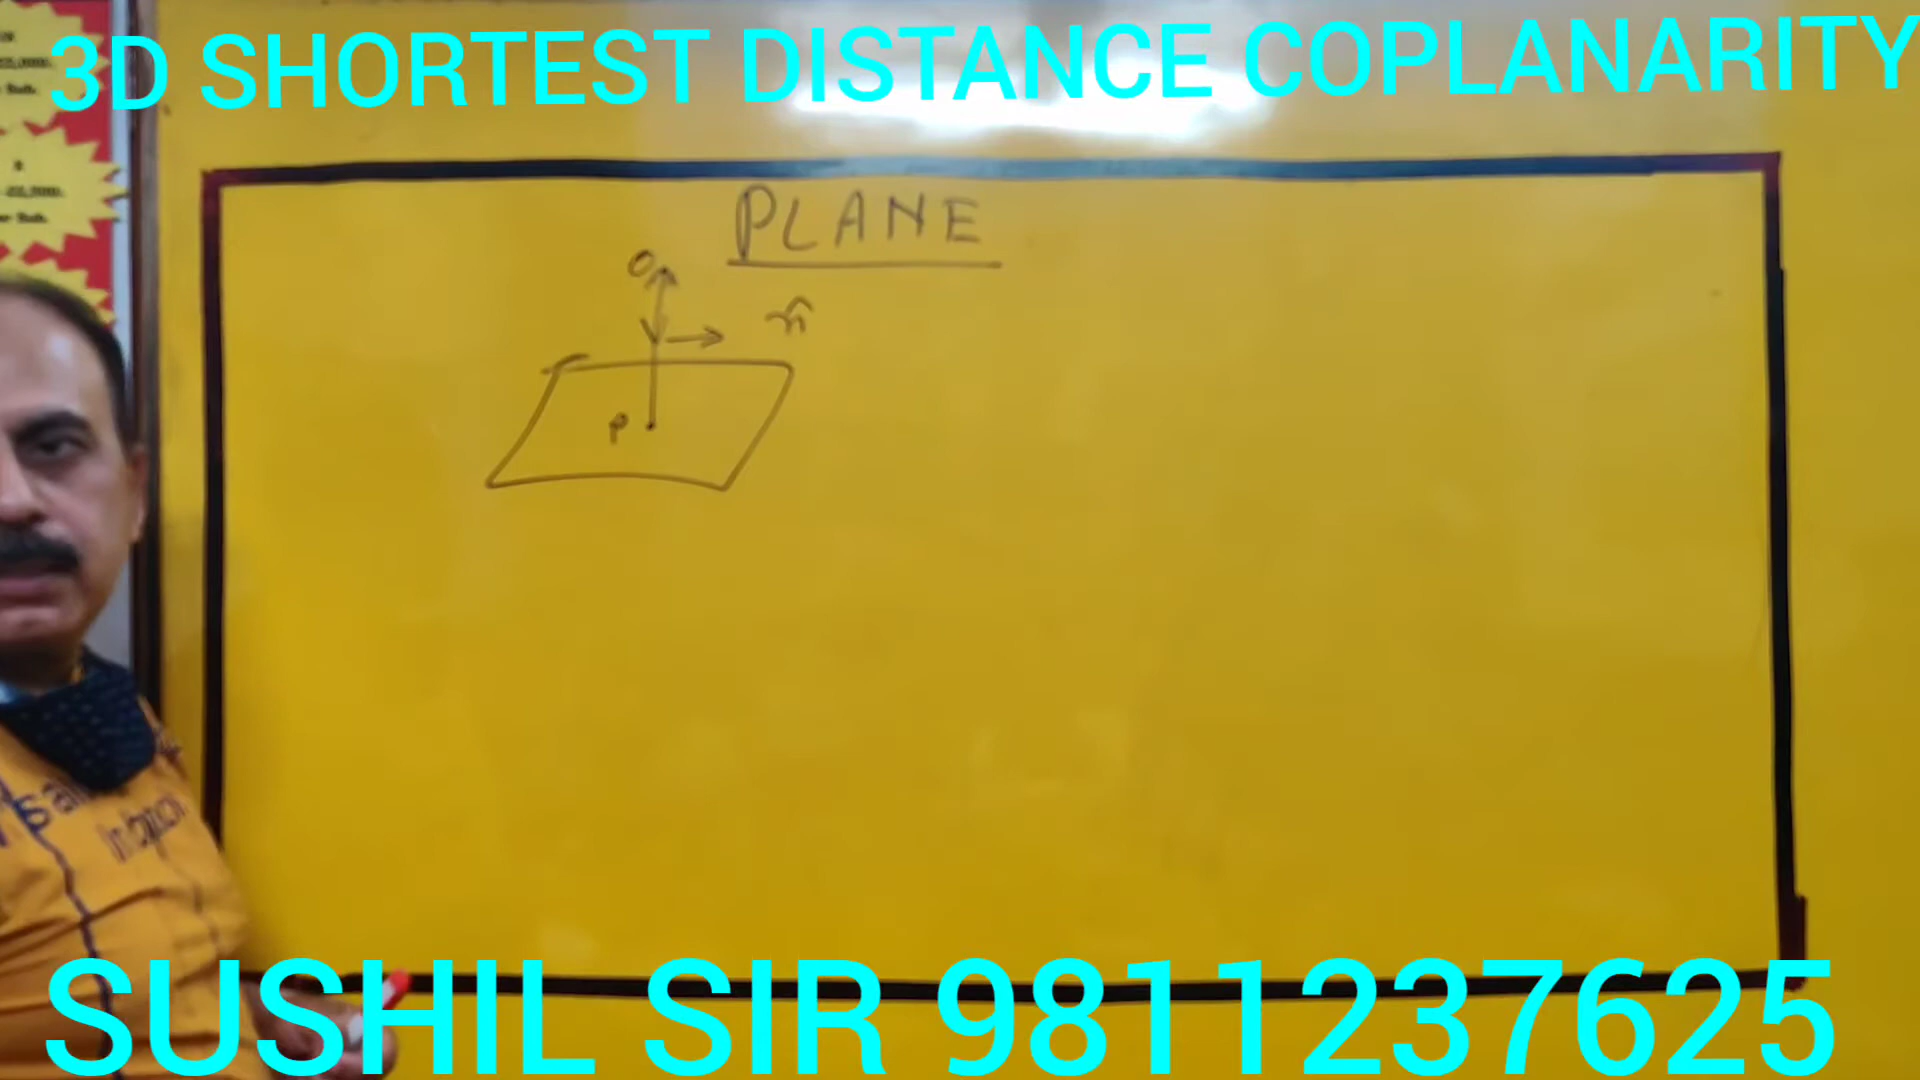 3D SHORTEST DISTANCE COPLANARITY
PLANE
O
n̂
P
SUSHIL SIR 9811237625